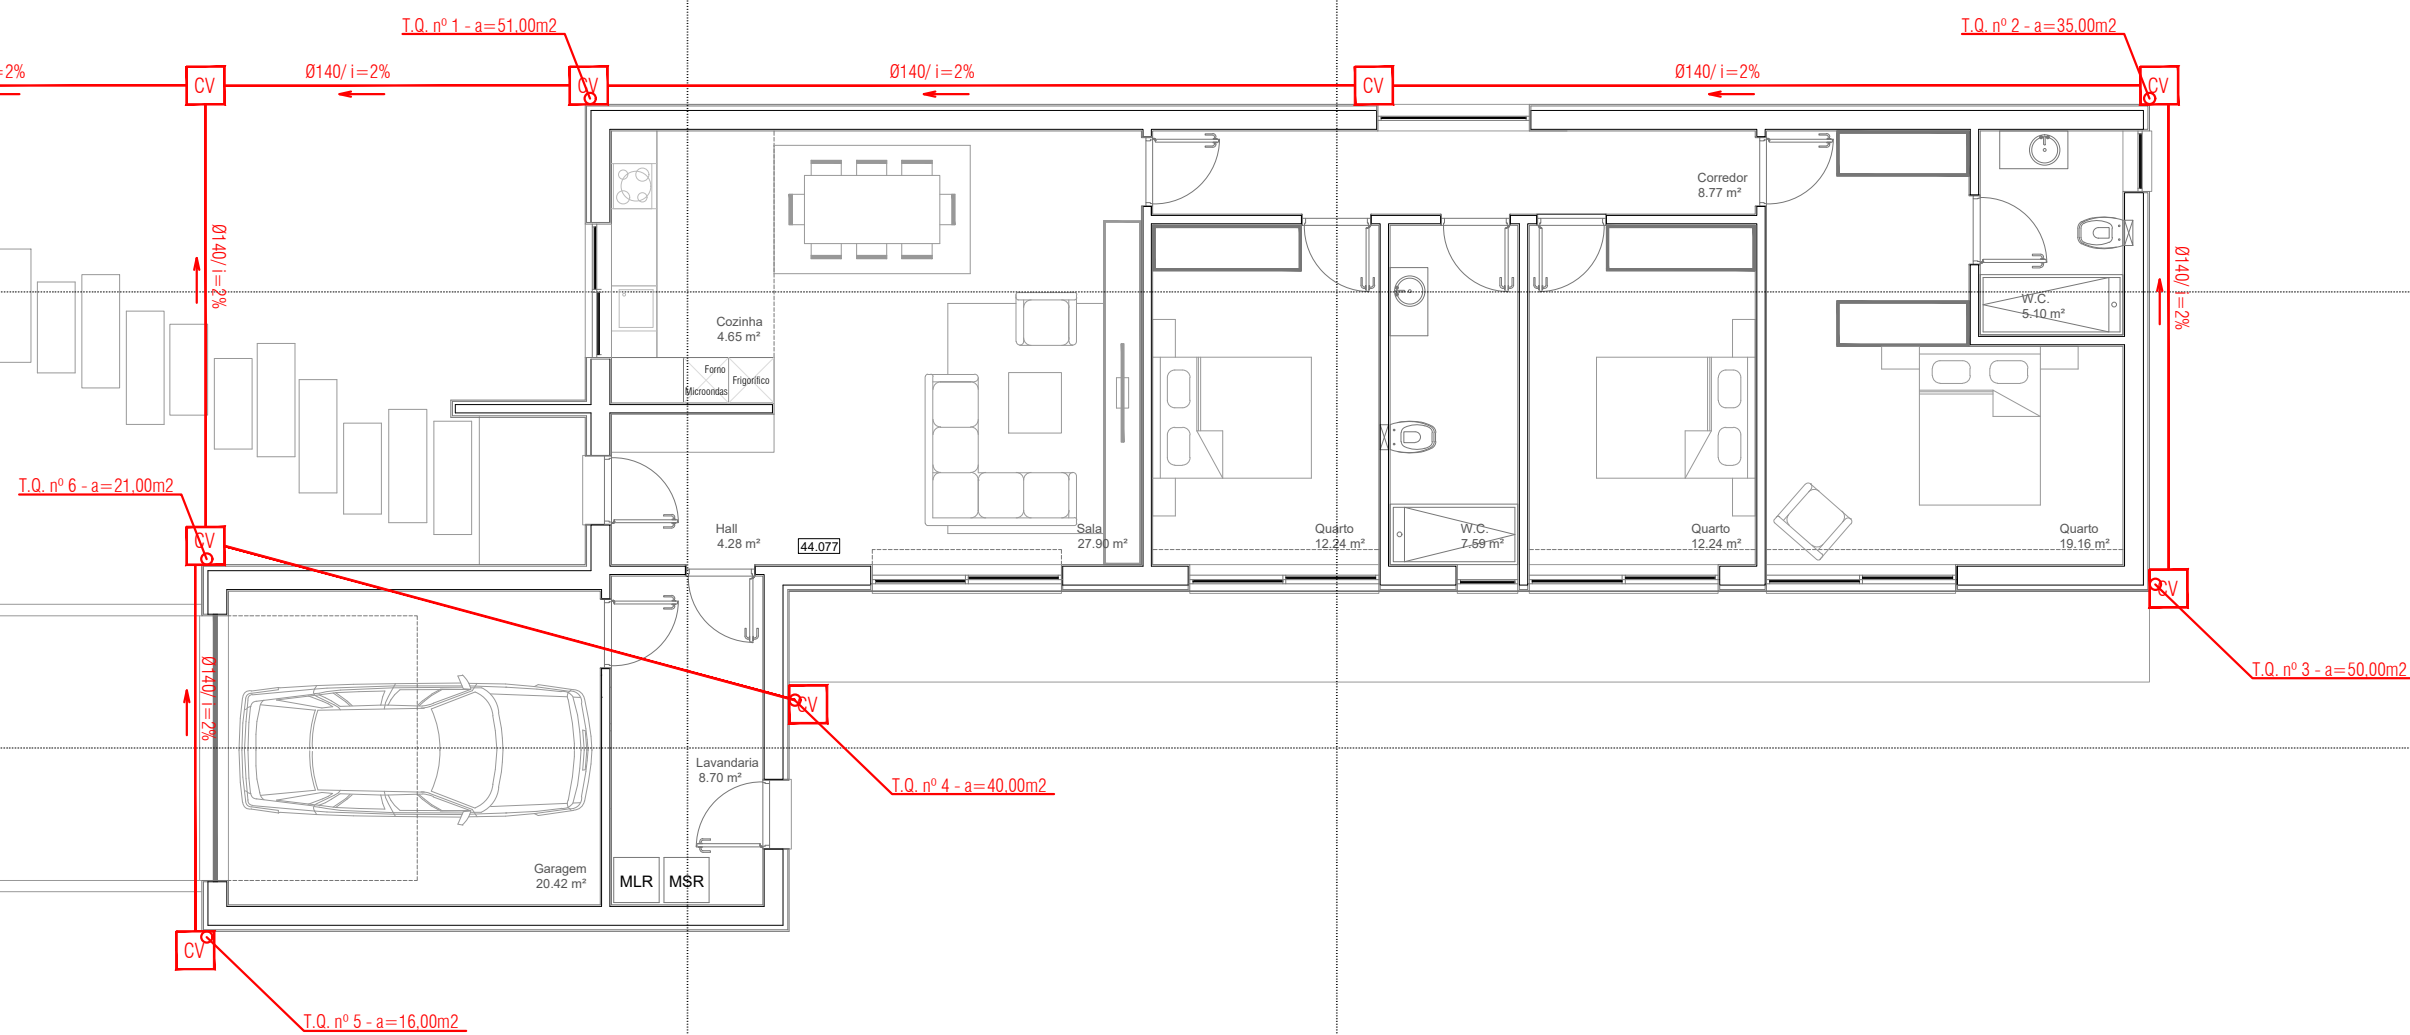 T.Q. nº 1 - a=51,00m2
T.Q. nº 2 - a=35,00m2
=2%
Ø140/ i=2%
Ø140/ i=2%
Ø140/ i=2%
CV
CV
CV
CV
Corredor
8.77 m²
Ø140/ i=2%
Ø140/ i=2%
W.C.
5.10 m²
Cozinha
4.65 m²
Forno
Microondas
Frigorifico
T.Q. nº 6 - a=21,00m2
CV
Hall
4.28 m²
44.077
Sala
27.90 m²
Quarto
12.24 m²
W.C.
7.59 m²
Quarto
12.24 m²
Quarto
19.16 m²
CV
T.Q. nº 3 - a=50,00m2
Ø140/ i=2%
CV
T.Q. nº 4 - a=40,00m2
Lavandaria
8.70 m²
Garagem
20.42 m²
MLR
MSR
CV
T.Q. nº 5 - a=16,00m2